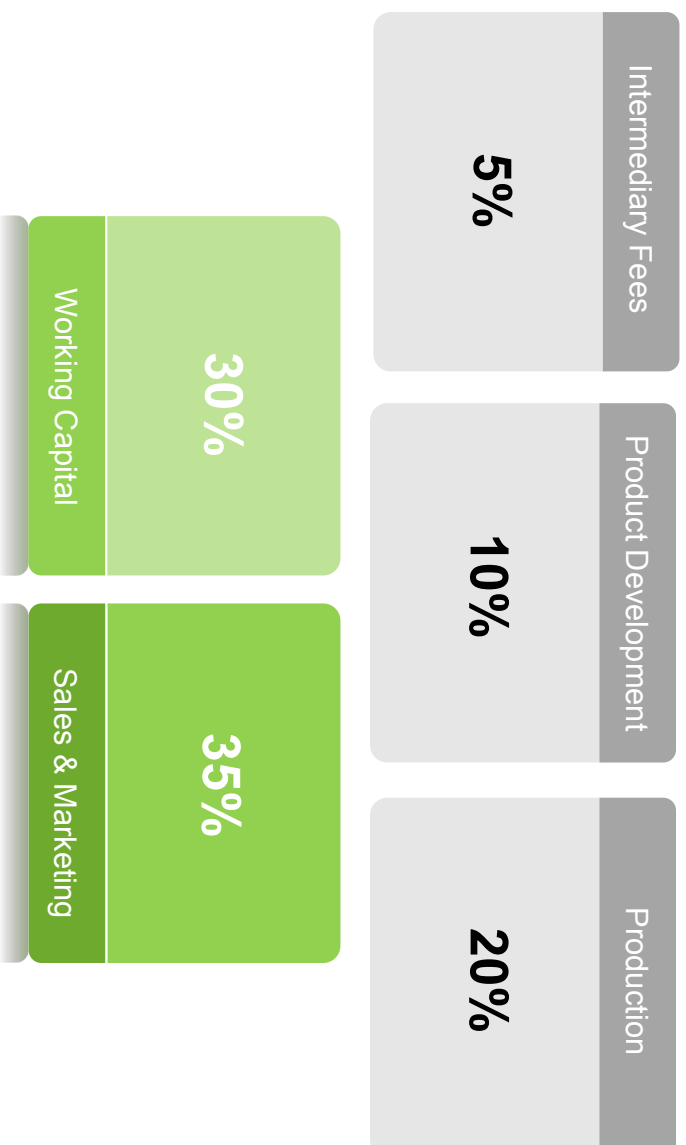 Intermediary Fees
5%
Product Development
10%
Production
20%
30%
Working Capital
35%
Sales & Marketing